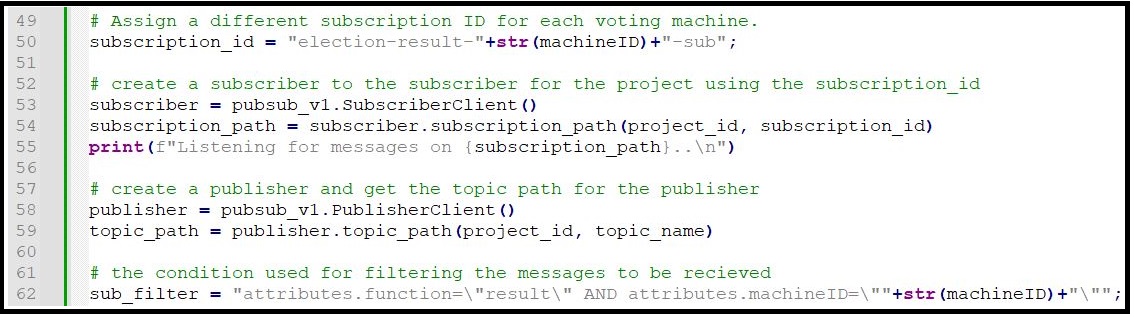 49 # Assign a different subscription ID for each voting machine.
50 subscription_id = "election-result-"+str(machineID)+"-sub";
51
52 # create a subscriber to the subscriber for the project using the subscription_id
53 subscriber = pubsub_v1.SubscriberClient()
54 subscription_path = subscriber.subscription_path(project_id, subscription_id)
55 print(f"Listening for messages on {subscription_path}..\n")
56
57 # create a publisher and get the topic path for the publisher
58 publisher = pubsub_v1.PublisherClient()
59 topic_path = publisher.topic_path(project_id, topic_name)
60
61 # the condition used for filtering the messages to be recieved
62 sub_filter = "attributes.function=\"result\" AND attributes.machineID=\""+str(machineID)+"\"";